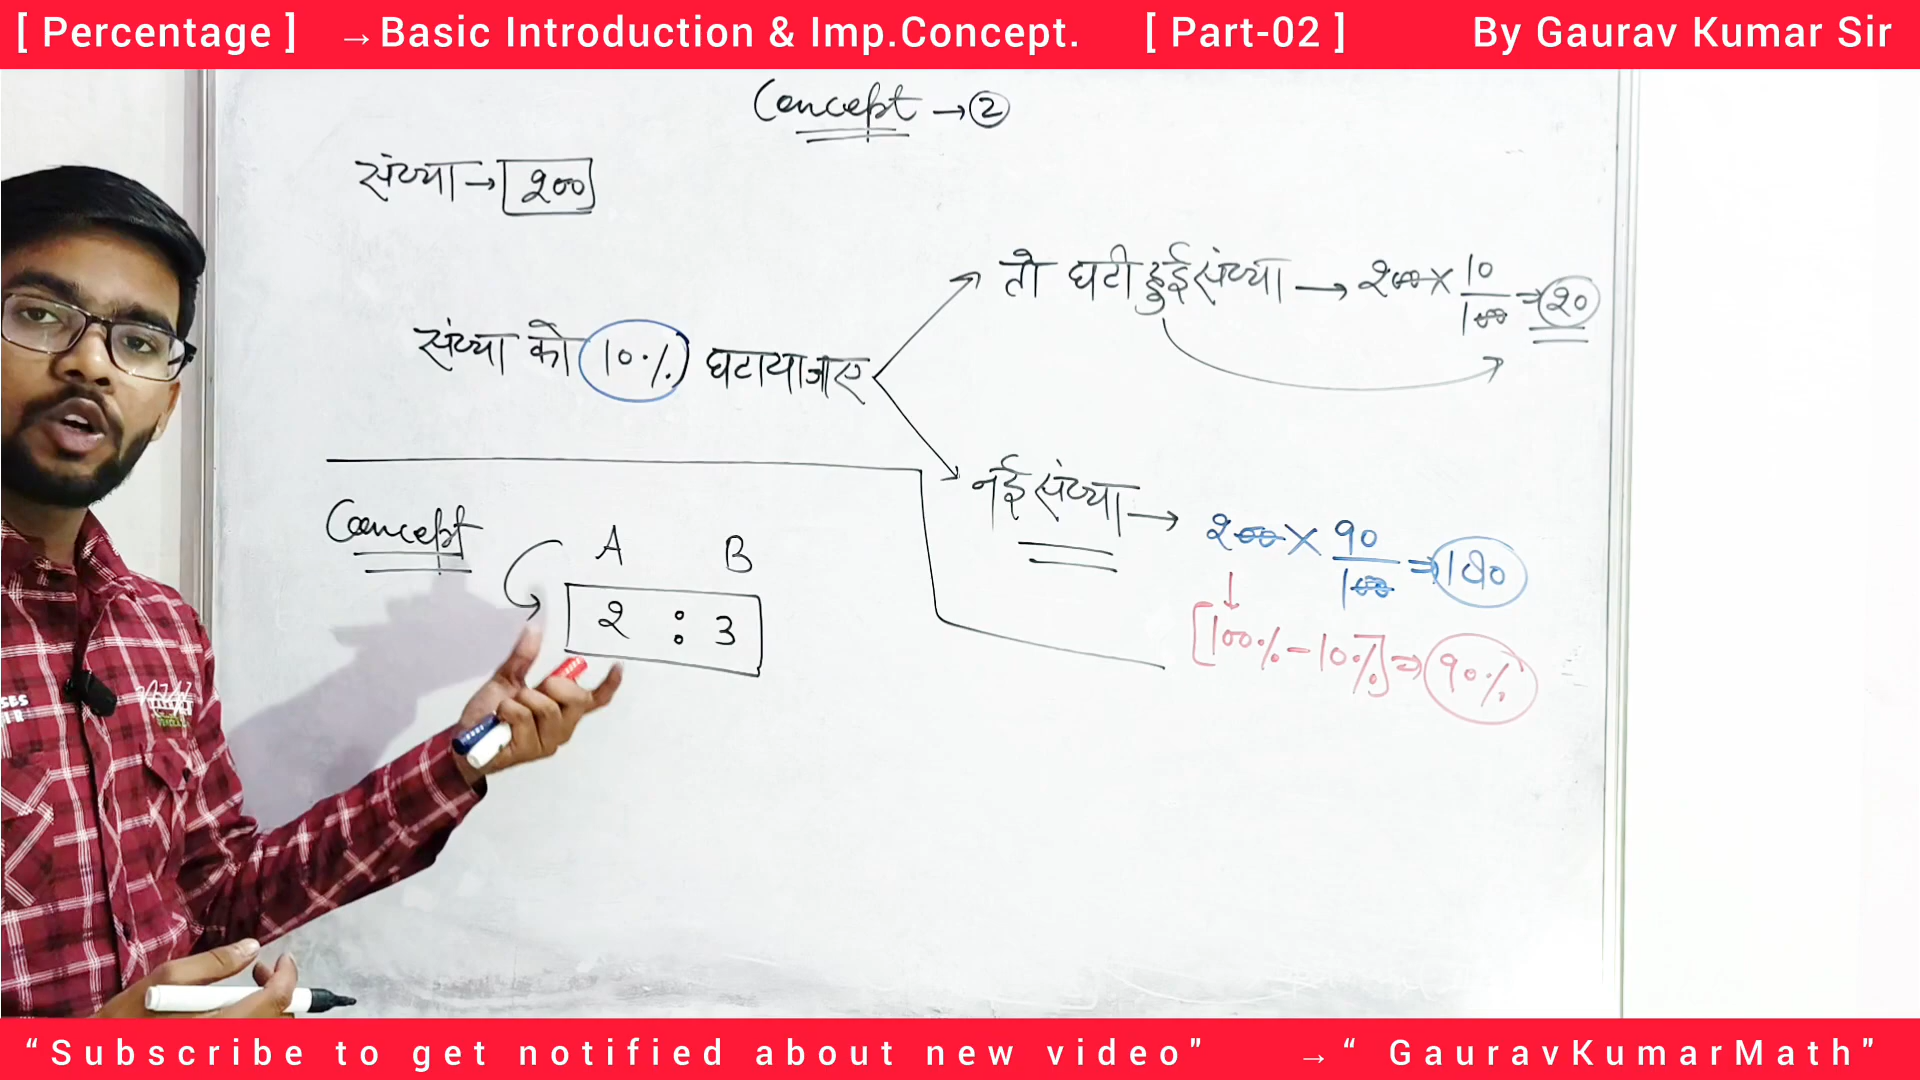 [ Percentage ] →Basic Introduction & Imp.Concept. [ Part-02 ] By Gaurav Kumar Sir
Concept → 2
संख्या → 200
तो घटी हुई संख्या → 200 × 10/100 ⇒ 20
संख्या को 10% घटाया जाए
नई संख्या → 200 × 90/100 ⇒ 180
[100% - 10%] ⇒ 90%
Concept
A B
2 : 3
“Subscribe to get notified about new video" →“ GauravKumarMath"